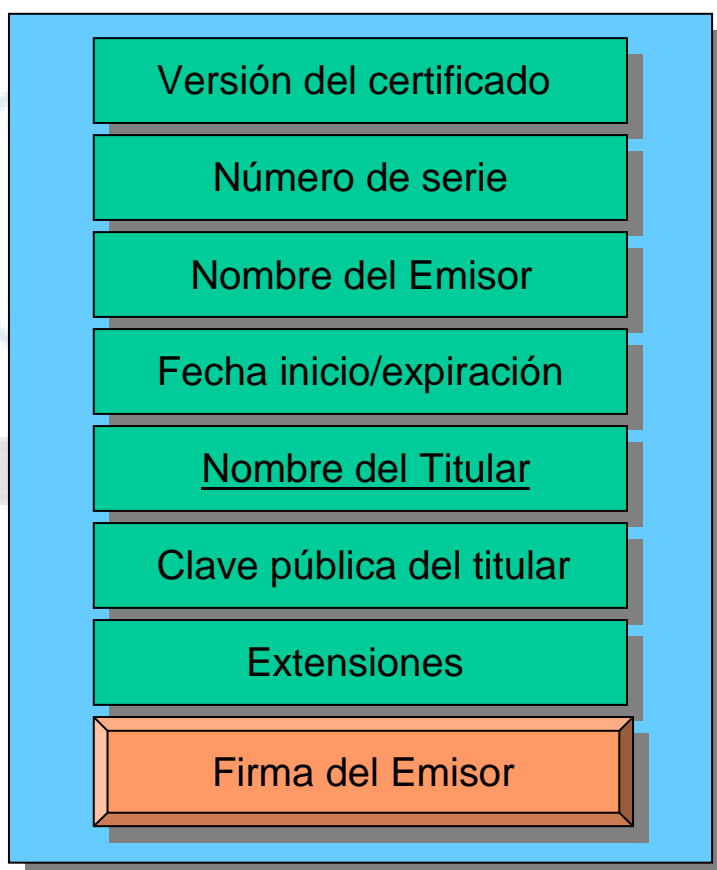 Versión del certificado
Número de serie
Nombre del Emisor
Fecha inicio/expiración
Nombre del Titular
Clave pública del titular
Extensiones
Firma del Emisor